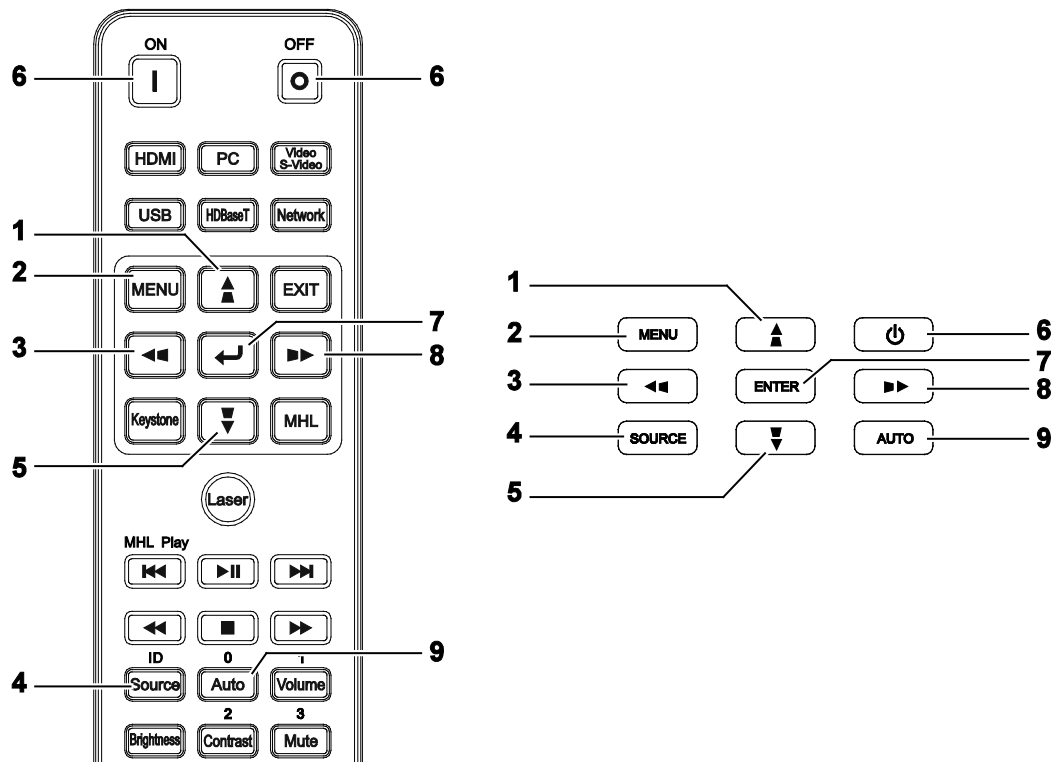 ON OFF
6 6
HDMI PC Video S-Video
USB HDBaseT Network
1
2 MENU EXIT
3 7
8
Keystone MHL
5
Laser
MHL Play
ID 0 1
9
4 Source Auto Volume
2 3
Brightness Contrast Mute
1
2 MENU 6
7
3 ENTER 8
4 SOURCE AUTO 9
5